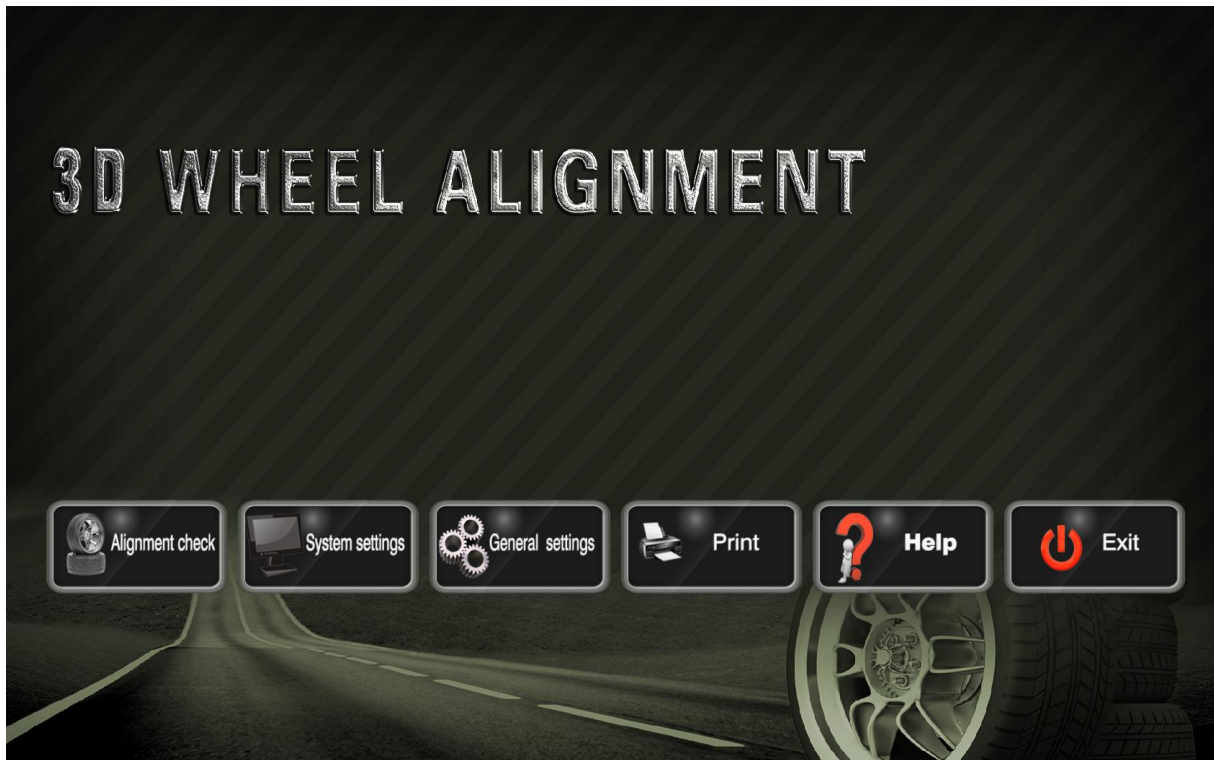 3D WHEEL ALIGNMENT
Alignment check
System settings
General settings
Print
Help
Exit